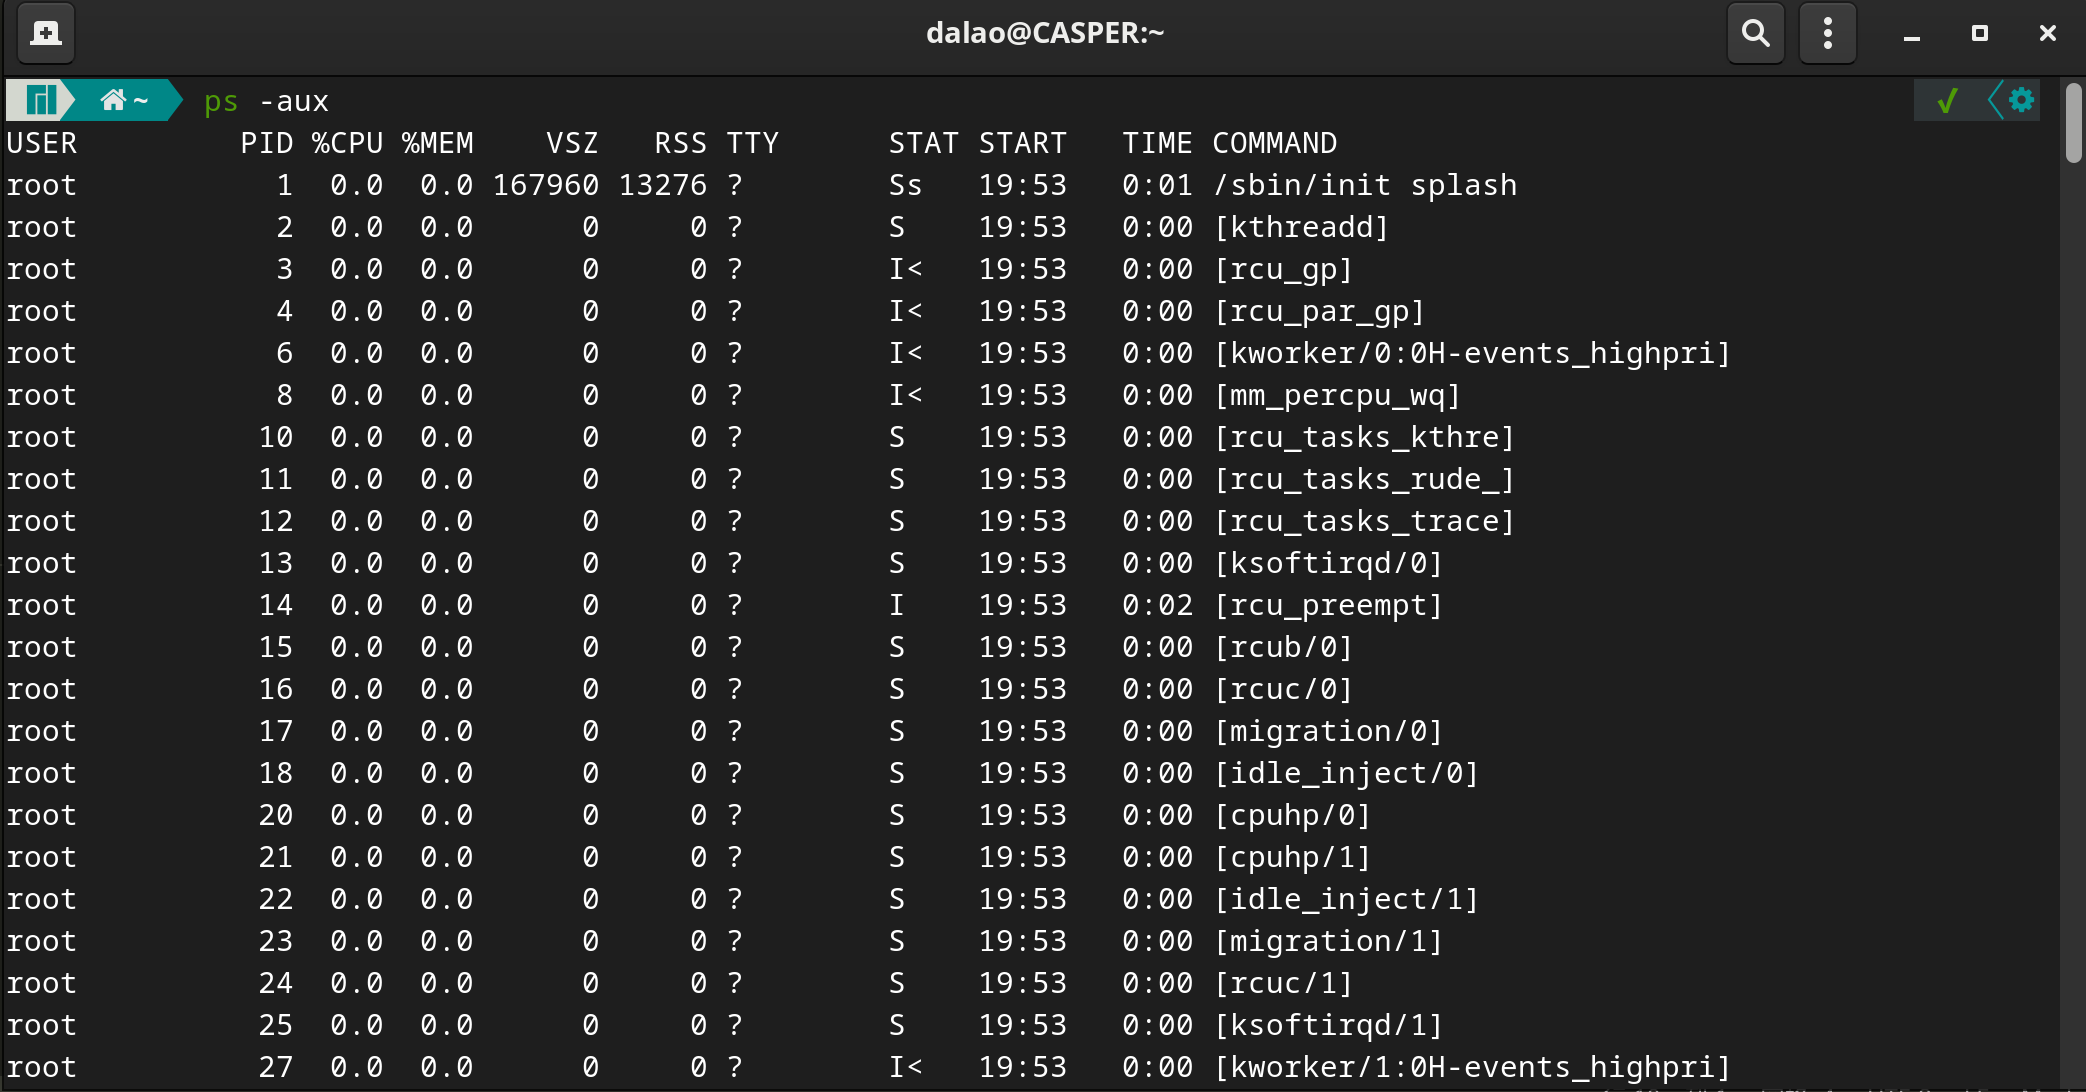 dalao@CASPER:~
~ ps -aux
USER         PID %CPU %MEM    VSZ   RSS TTY      STAT START   TIME COMMAND
root           1  0.0  0.0 167960 13276 ?        Ss   19:53   0:01 /sbin/init splash
root           2  0.0  0.0      0     0 ?        S    19:53   0:00 [kthreadd]
root           3  0.0  0.0      0     0 ?        I<   19:53   0:00 [rcu_gp]
root           4  0.0  0.0      0     0 ?        I<   19:53   0:00 [rcu_par_gp]
root           6  0.0  0.0      0     0 ?        I<   19:53   0:00 [kworker/0:0H-events_highpri]
root           8  0.0  0.0      0     0 ?        I<   19:53   0:00 [mm_percpu_wq]
root          10  0.0  0.0      0     0 ?        S    19:53   0:00 [rcu_tasks_kthre]
root          11  0.0  0.0      0     0 ?        S    19:53   0:00 [rcu_tasks_rude_]
root          12  0.0  0.0      0     0 ?        S    19:53   0:00 [rcu_tasks_trace]
root          13  0.0  0.0      0     0 ?        S    19:53   0:00 [ksoftirqd/0]
root          14  0.0  0.0      0     0 ?        I    19:53   0:02 [rcu_preempt]
root          15  0.0  0.0      0     0 ?        S    19:53   0:00 [rcub/0]
root          16  0.0  0.0      0     0 ?        S    19:53   0:00 [rcuc/0]
root          17  0.0  0.0      0     0 ?        S    19:53   0:00 [migration/0]
root          18  0.0  0.0      0     0 ?        S    19:53   0:00 [idle_inject/0]
root          20  0.0  0.0      0     0 ?        S    19:53   0:00 [cpuhp/0]
root          21  0.0  0.0      0     0 ?        S    19:53   0:00 [cpuhp/1]
root          22  0.0  0.0      0     0 ?        S    19:53   0:00 [idle_inject/1]
root          23  0.0  0.0      0     0 ?        S    19:53   0:00 [migration/1]
root          24  0.0  0.0      0     0 ?        S    19:53   0:00 [rcuc/1]
root          25  0.0  0.0      0     0 ?        S    19:53   0:00 [ksoftirqd/1]
root          27  0.0  0.0      0     0 ?        I<   19:53   0:00 [kworker/1:0H-events_highpri]